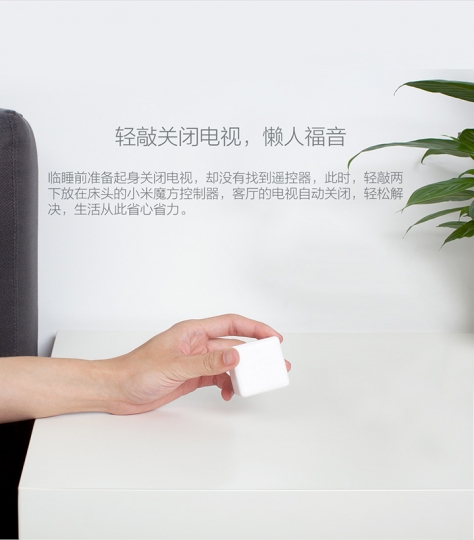 轻敲关闭电视，懒人福音
临睡前准备起身关闭电视，却没有找到遥控器，此时，轻敲两
下放在床头的小米魔方控制器，客厅的电视自动关闭，轻松解
决，生活从此省心省力。